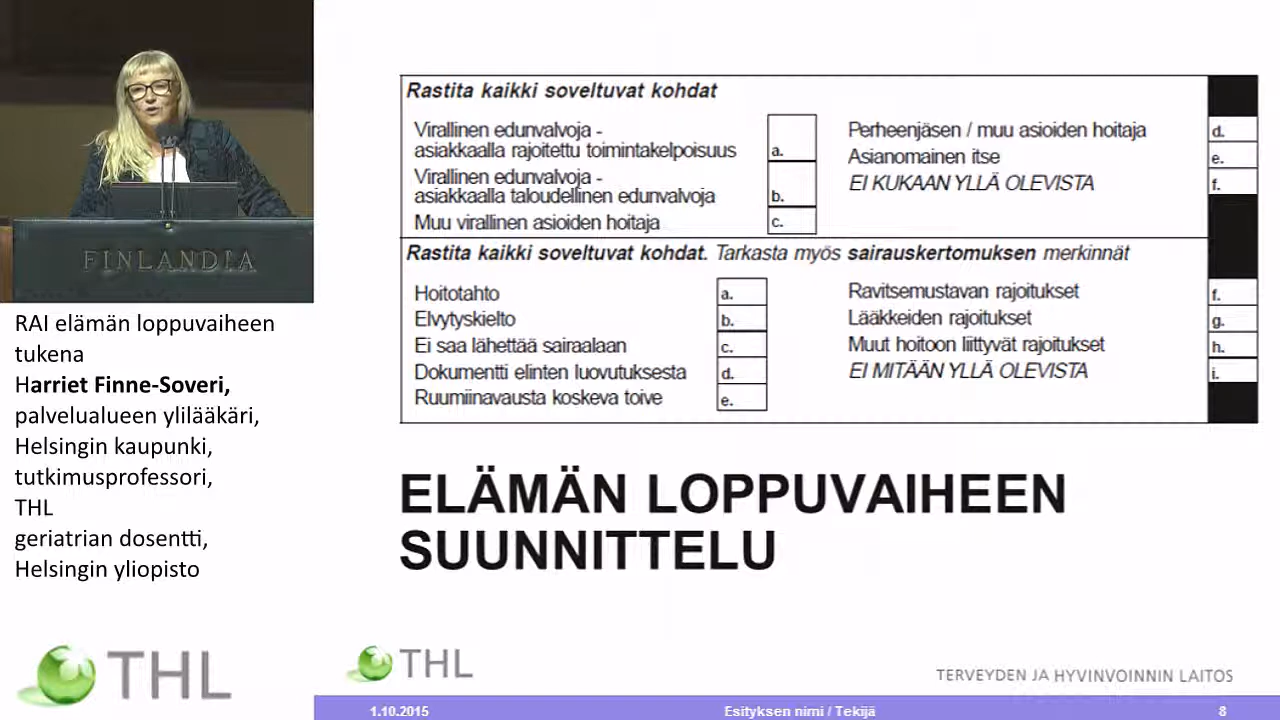 FINLANDIA
RAI elämän loppuvaiheen
tukena
Harriet Finne-Soveri,
palvelualueen ylilääkäri,
Helsingin kaupunki,
tutkimusprofessori,
THL
geriatrian dosentti,
Helsingin yliopisto
THL
Rastita kaikki soveltuvat kohdat
Virallinen edunvalvoja -
asiakkaalla rajoitettu toimintakelpoisuus a.
Virallinen edunvalvoja -
asiakkaalla taloudellinen edunvalvoja b.
Muu virallinen asioiden hoitaja c.
Perheenjäsen / muu asioiden hoitaja d.
Asianomainen itse e.
EI KUKAAN YLLÄ OLEVISTA f.
Rastita kaikki soveltuvat kohdat. Tarkasta myös sairauskertomuksen merkinnät
Hoitotahto a.
Elvytyskielto b.
Ei saa lähettää sairaalaan c.
Dokumentti elinten luovutuksesta d.
Ruumiinavausta koskeva toive e.
Ravitsemustavan rajoitukset f.
Lääkkeiden rajoitukset g.
Muut hoitoon liittyvät rajoitukset h.
EI MITÄÄN YLLÄ OLEVISTA i.
ELÄMÄN LOPPUVAIHEEN
SUUNNITTELU
THL
TERVEYDEN JA HYVINVOINNIN LAITOS
1.10.2015 Esityksen nimi / Tekijä 8